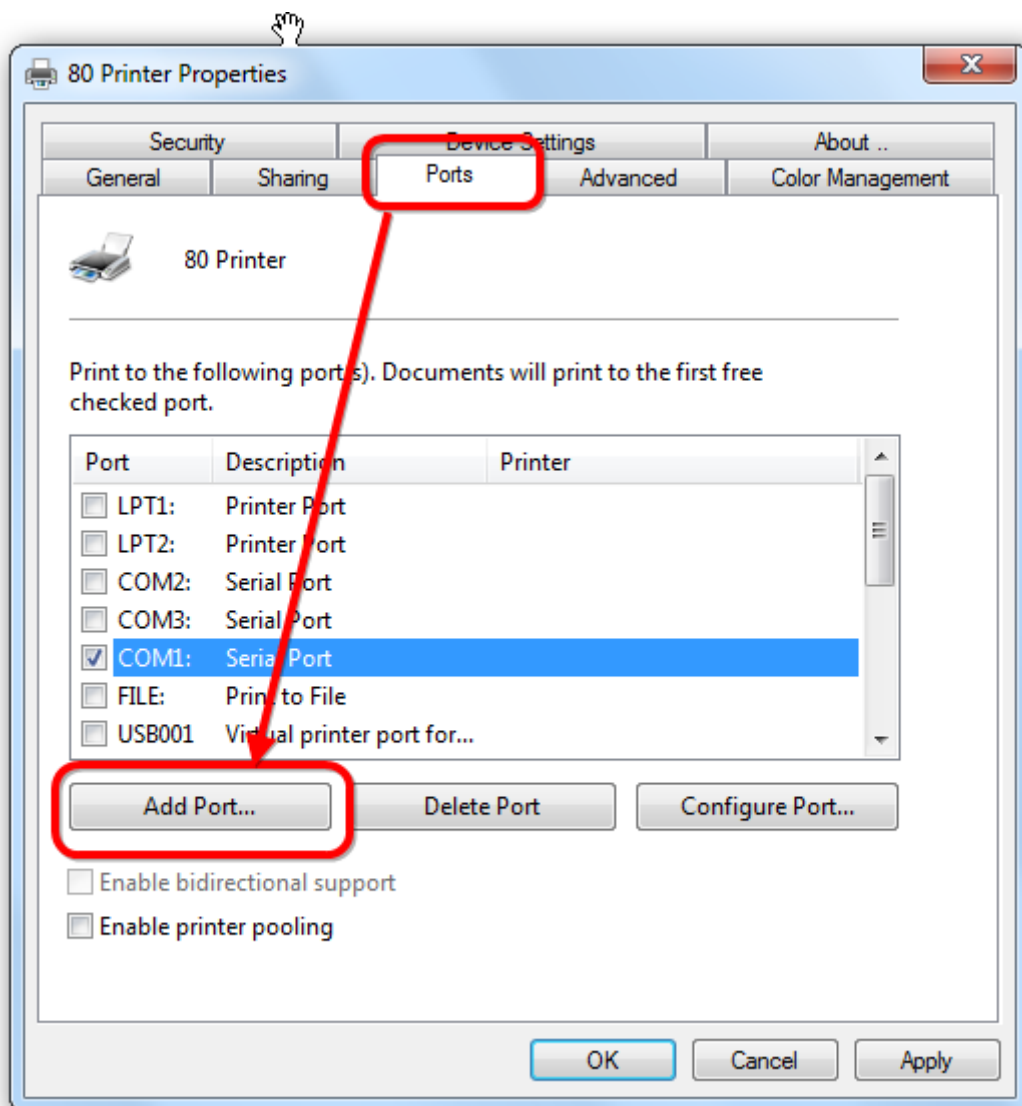 80 Printer Properties
Security Device Settings About ..
General Sharing Ports Advanced Color Management
80 Printer
Print to the following port(s). Documents will print to the first free
checked port.
Port Description Printer
LPT1: Printer Port
LPT2: Printer Port
COM2: Serial Port
COM3: Serial Port
COM1: Serial Port
FILE: Print to File
USB001 Virtual printer port for...
Add Port... Delete Port Configure Port...
Enable bidirectional support
Enable printer pooling
OK Cancel Apply